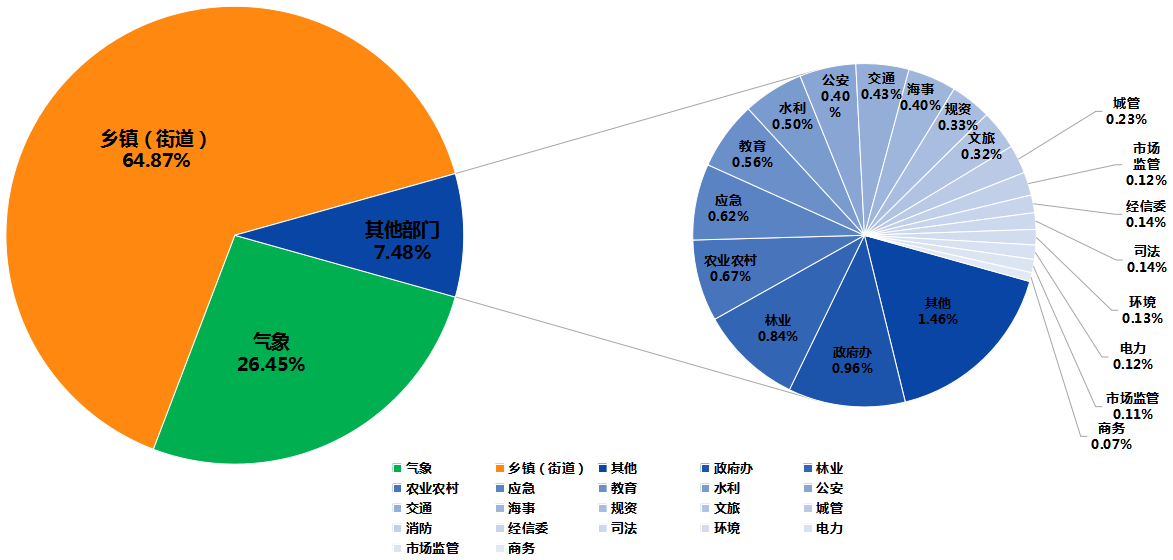 乡镇（街道）
64.87%
其他部门
7.48%
气象
26.45%
公安
0.40
%
交通
0.43%
海事
0.40%
规资
0.33%
文旅
0.32%
水利
0.50%
教育
0.56%
应急
0.62%
农业农村
0.67%
林业
0.84%
政府办
0.96%
其他
1.46%
城管
0.23%
市场
监管
0.12%
经信委
0.14%
司法
0.14%
环境
0.13%
电力
0.12%
市场监管
0.11%
商务
0.07%
气象 乡镇（街道） 其他 政府办 林业
农业农村 应急 教育 水利 公安
交通 海事 规资 文旅 城管
消防 经信委 司法 环境 电力
市场监管 商务